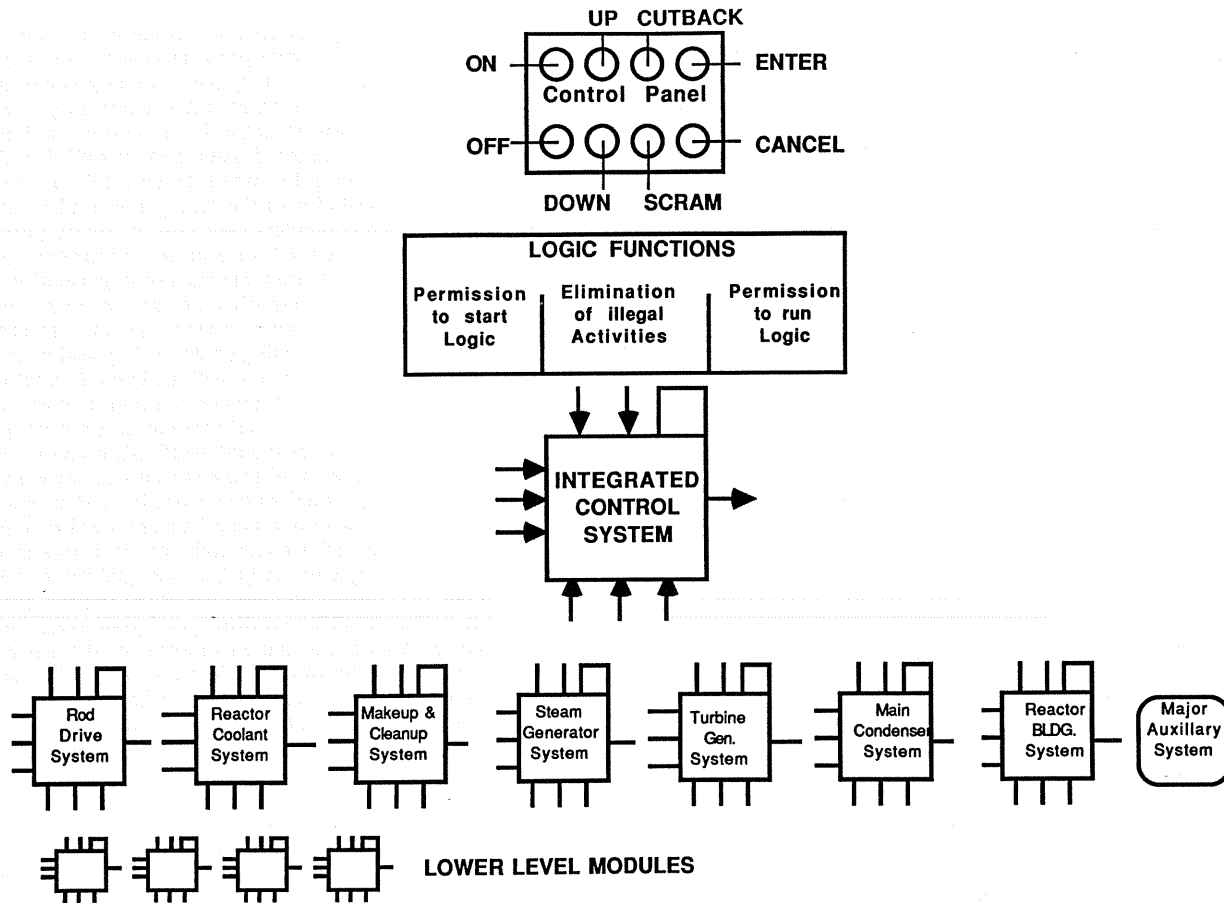 UP CUTBACK
ON ENTER
Control Panel
OFF CANCEL
DOWN SCRAM
LOGIC FUNCTIONS
Permission
to start
Logic
Elimination
of illegal
Activities
Permission
to run
Logic
INTEGRATED
CONTROL
SYSTEM
Rod
Drive
System
Reactor
Coolant
System
Makeup &
Cleanup
System
Steam
Generator
System
Turbine
Gen.
System
Main
Condenser
System
Reactor
BLDG.
System
Major
Auxillary
System
LOWER LEVEL MODULES